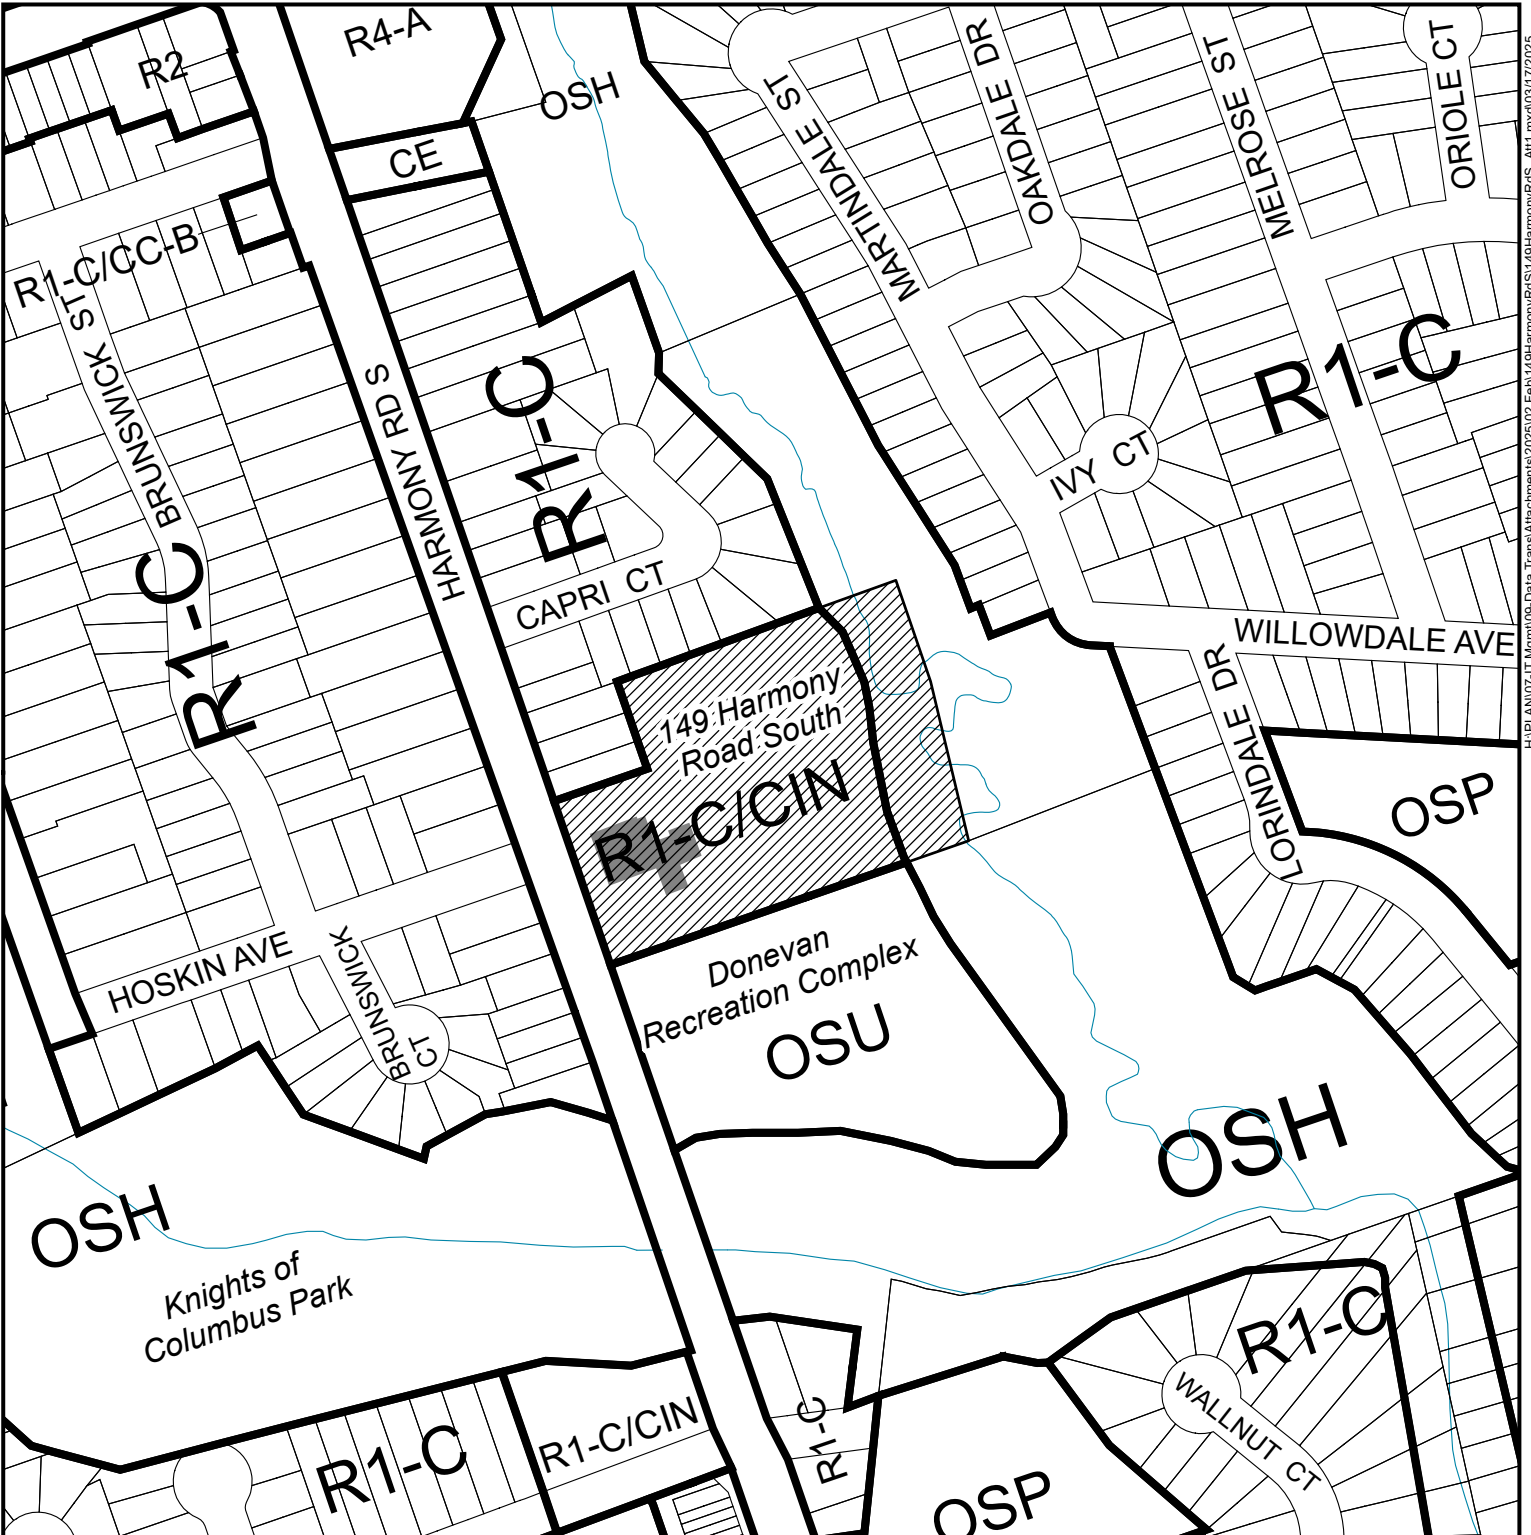 R2
R4-A
OSH
CE
MARTINDALE ST
OAKDALE DR
MELROSE ST
ORIOLE CT
R1-C/CC-B
BRUNSWICK ST
HARMONY RD S
R1-C
R1-C
R1-C
IVY CT
CAPRI CT
WILLOWDALE AVE
LORINDALE DR
149 Harmony
Road South
R1-C/CIN
OSP
HOSKIN AVE
BRUNSWICK
CT
Donevan
Recreation Complex
OSU
OSH
OSH
Knights of
Columbus Park
R1-C
R1-C/CIN
R1-C
OSP
R1-C
WALLNUT CT